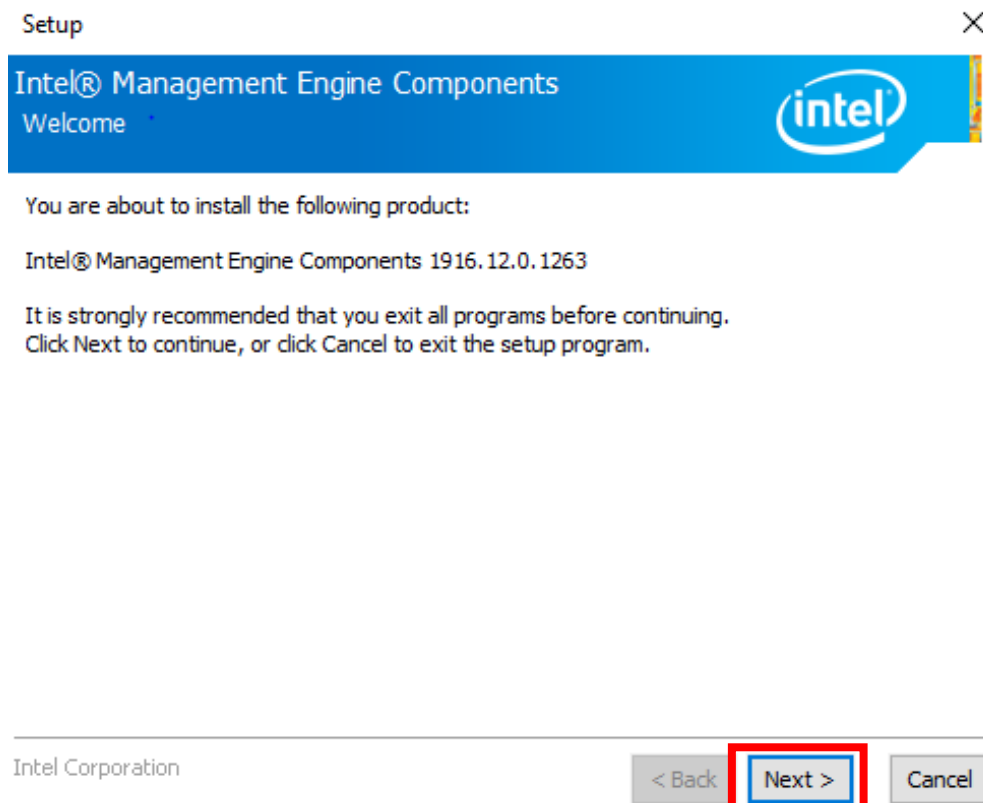 Setup
Intel® Management Engine Components
Welcome
intel
You are about to install the following product:
Intel® Management Engine Components 1916.12.0.1263
It is strongly recommended that you exit all programs before continuing.
Click Next to continue, or click Cancel to exit the setup program.
Intel Corporation
< Back Next > Cancel